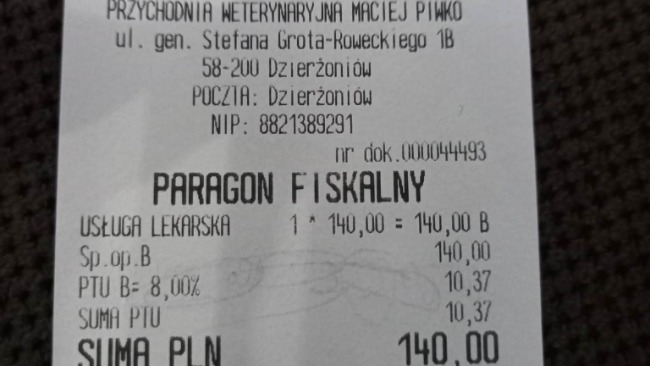 PRZYCHODNIA WETERYNARYJNA MACIEJ PIWKO
ul. gen. Stefana Grota-Roweckiego 1B
58-200 Dzierżoniów
POCZTA: Dzierżoniów
NIP: 8821389291
nr dok.000044493
PARAGON FISKALNY
USŁUGA LEKARSKA 1 * 140,00 = 140,00 B
Sp.op.B 140,00
PTU B= 8,00% 10,37
SUMA PTU 10,37
SUMA PLN 140,00